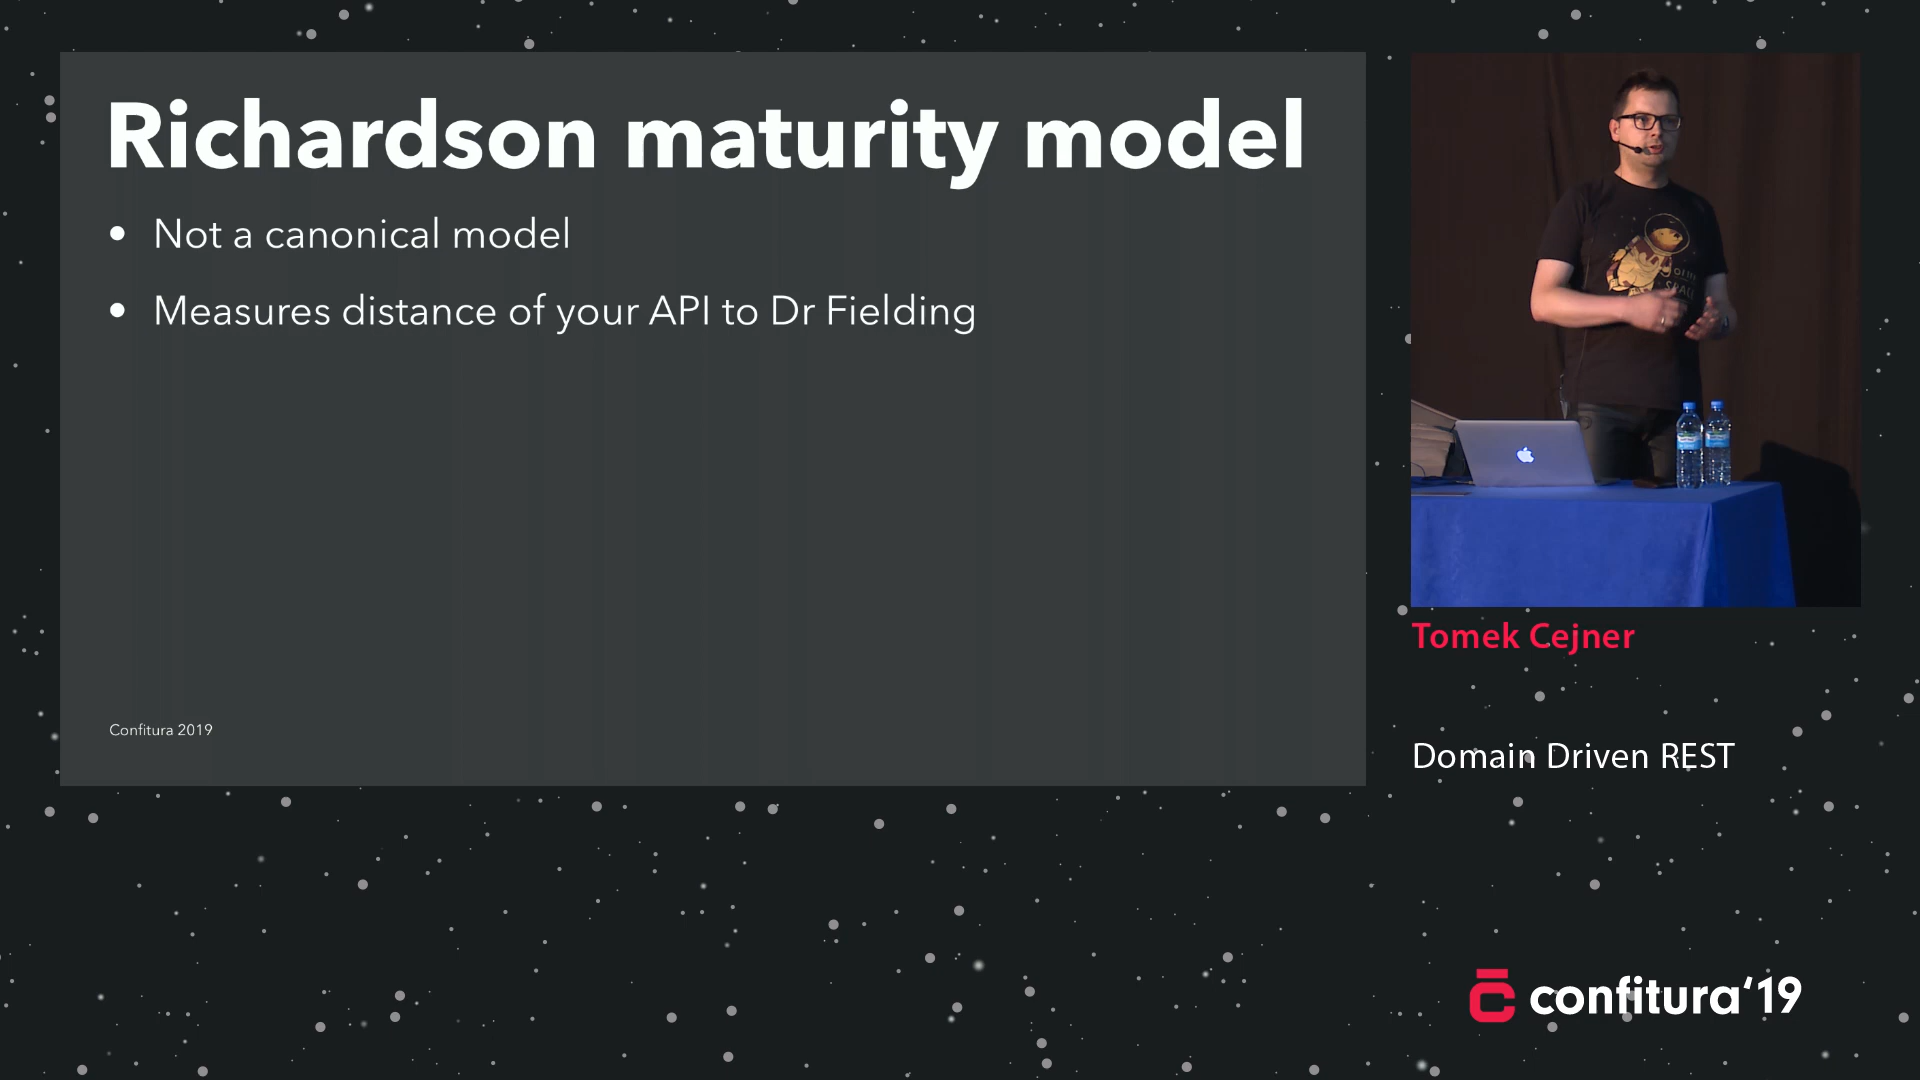 Richardson maturity model
• Not a canonical model
• Measures distance of your API to Dr Fielding
Confitura 2019
SPACE
Tomek Cejner
Domain Driven REST
confitura‘19